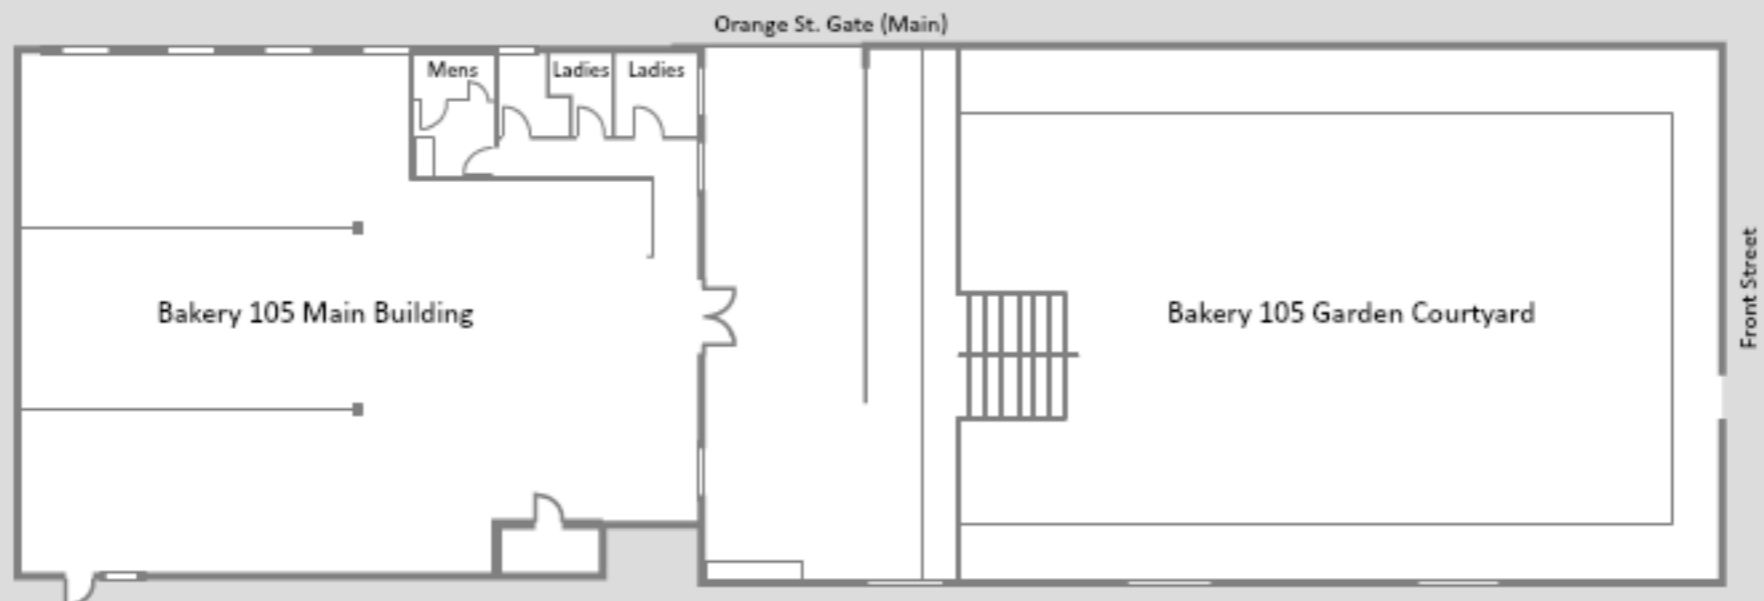 Orange St. Gate (Main)
Mens
Ladies
Ladies
Bakery 105 Main Building
Bakery 105 Garden Courtyard
Front Street